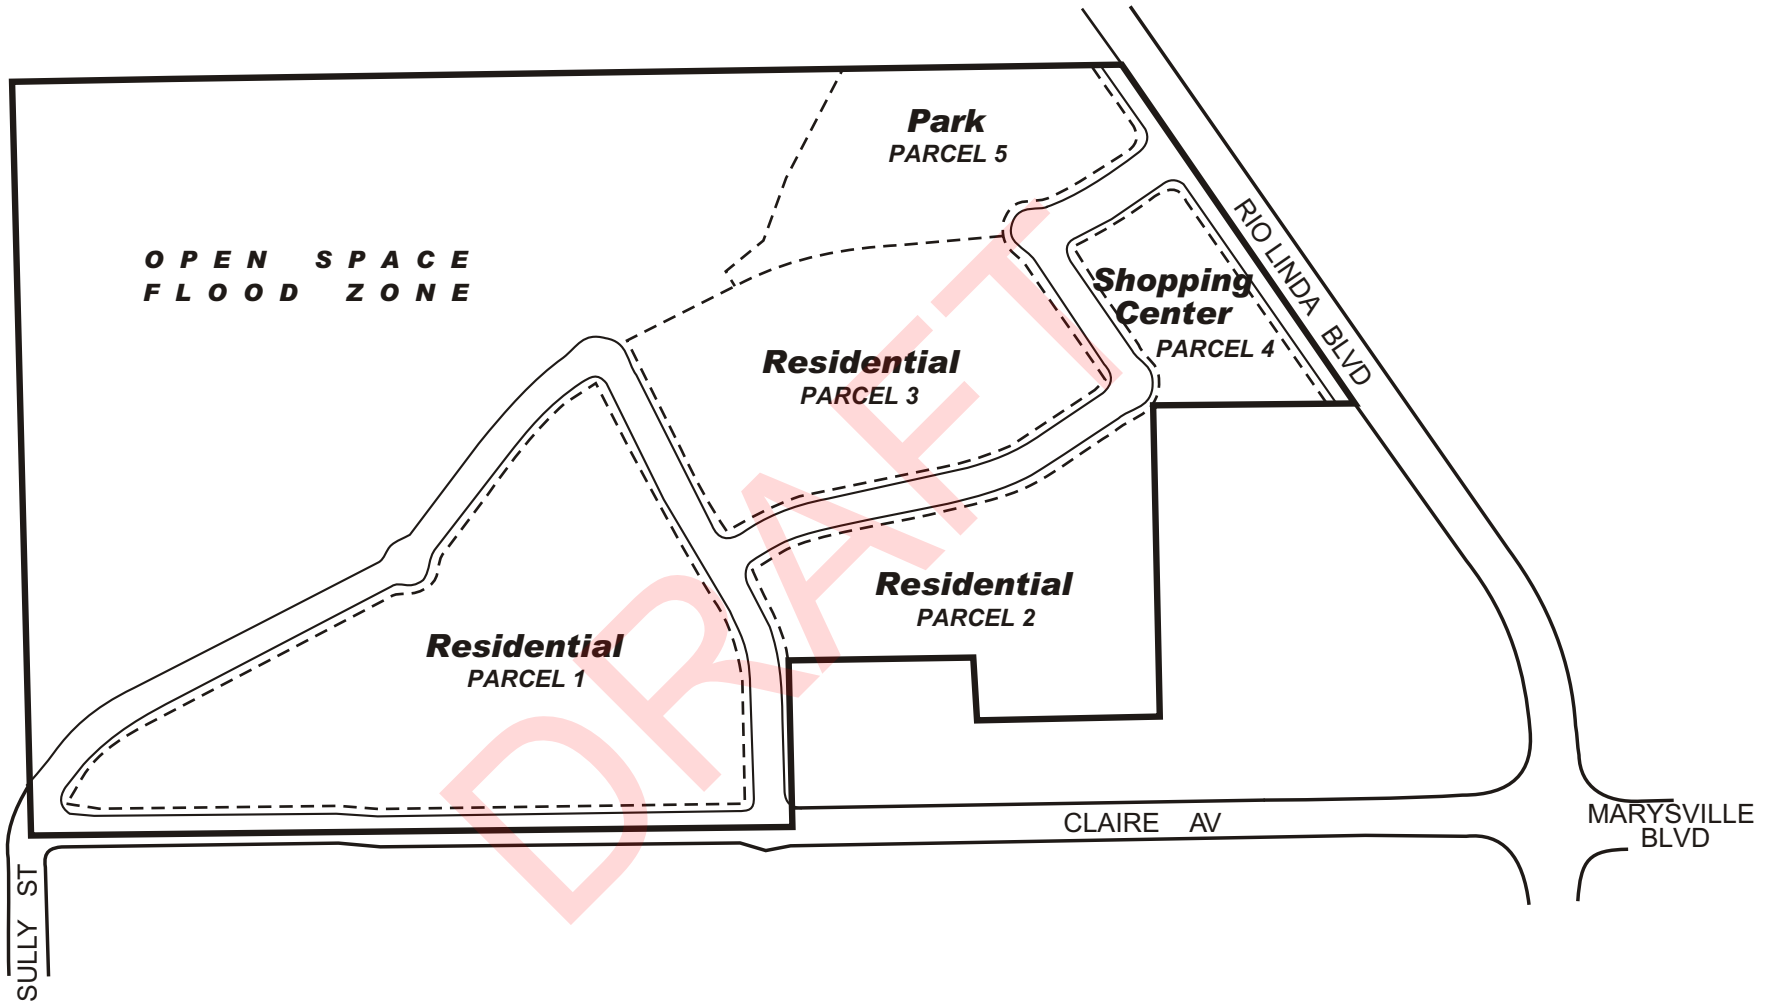 Park
PARCEL 5
RIO LINDA BLVD
OPEN SPACE
FLOOD ZONE
Shopping
Center
PARCEL 4
Residential
PARCEL 3
Residential
PARCEL 2
Residential
PARCEL 1
DRAFT
CLAIRE AV
MARYSVILLE
BLVD
SULLY ST